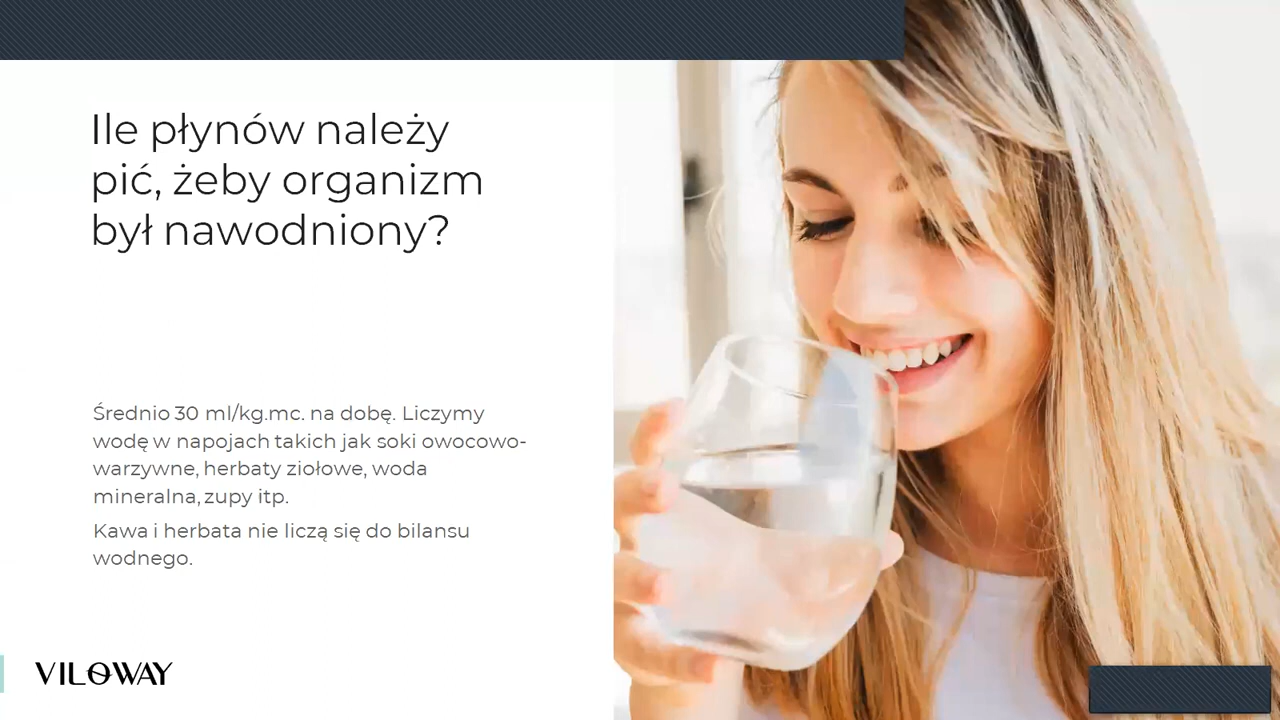 Ile płynów należy
pić, żeby organizm
był nawodniony?
Średnio 30 ml/kg.mc. na dobę. Liczymy
wodę w napojach takich jak soki owocowo-
warzywne, herbaty ziołowe, woda
mineralna, zupy itp.
Kawa i herbata nie liczą się do bilansu
wodnego.
VILOWAY